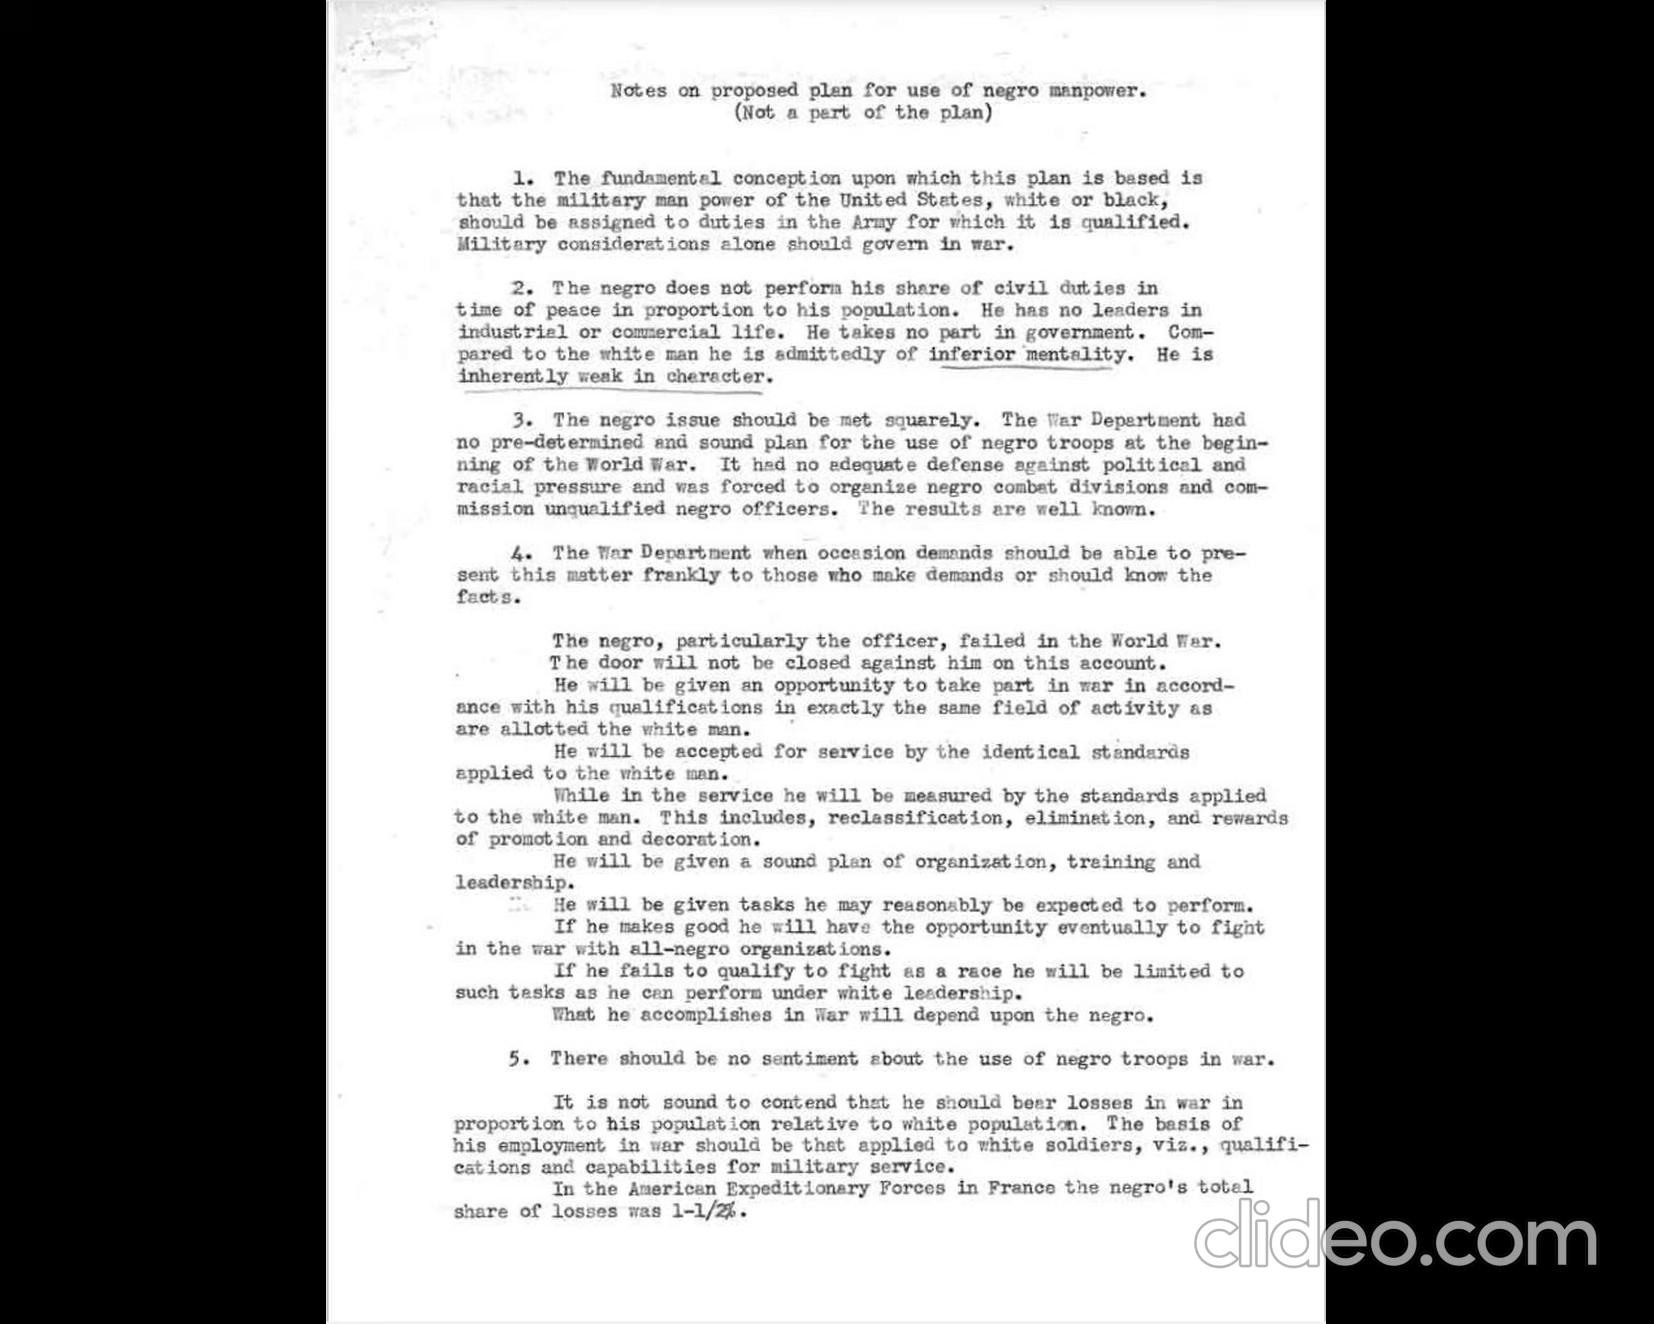 Notes on proposed plan for use of negro manpower.
(Not a part of the plan)
1. The fundamental conception upon which this plan is based is
that the military man power of the United States, white or black,
should be assigned to duties in the Army for which it is qualified.
Military considerations alone should govern in war.
2. The negro does not perform his share of civil duties in
time of peace in proportion to his population. He has no leaders in
industrial or commercial life. He takes no part in government. Com-
pared to the white man he is admittedly of inferior mentality. He is
inherently weak in character.
3. The negro issue should be met squarely. The War Department had
no pre-determined and sound plan for the use of negro troops at the begin-
ning of the World War. It had no adequate defense against political and
racial pressure and was forced to organize negro combat divisions and com-
mission unqualified negro officers. The results are well known.
4. The War Department when occasion demands should be able to pre-
sent this matter frankly to those who make demands or should know the
facts.
The negro, particularly the officer, failed in the World War.
The door will not be closed against him on this account.
He will be given an opportunity to take part in war in accord-
ance with his qualifications in exactly the same field of activity as
are allotted the white man.
He will be accepted for service by the identical standards
applied to the white man.
While in the service he will be measured by the standards applied
to the white man. This includes, reclassification, elimination, and rewards
of promotion and decoration.
He will be given a sound plan of organization, training and
leadership.
He will be given tasks he may reasonably be expected to perform.
If he makes good he will have the opportunity eventually to fight
in the war with all-negro organizations.
If he fails to qualify to fight as a race he will be limited to
such tasks as he can perform under white leadership.
What he accomplishes in War will depend upon the negro.
5. There should be no sentiment about the use of negro troops in war.
It is not sound to contend that he should bear losses in war in
proportion to his population relative to white population. The basis of
his employment in war should be that applied to white soldiers, viz., qualifi-
cations and capabilities for military service.
In the American Expeditionary Forces in France the negro's total
share of losses was 1-1/2%.
clideo.com